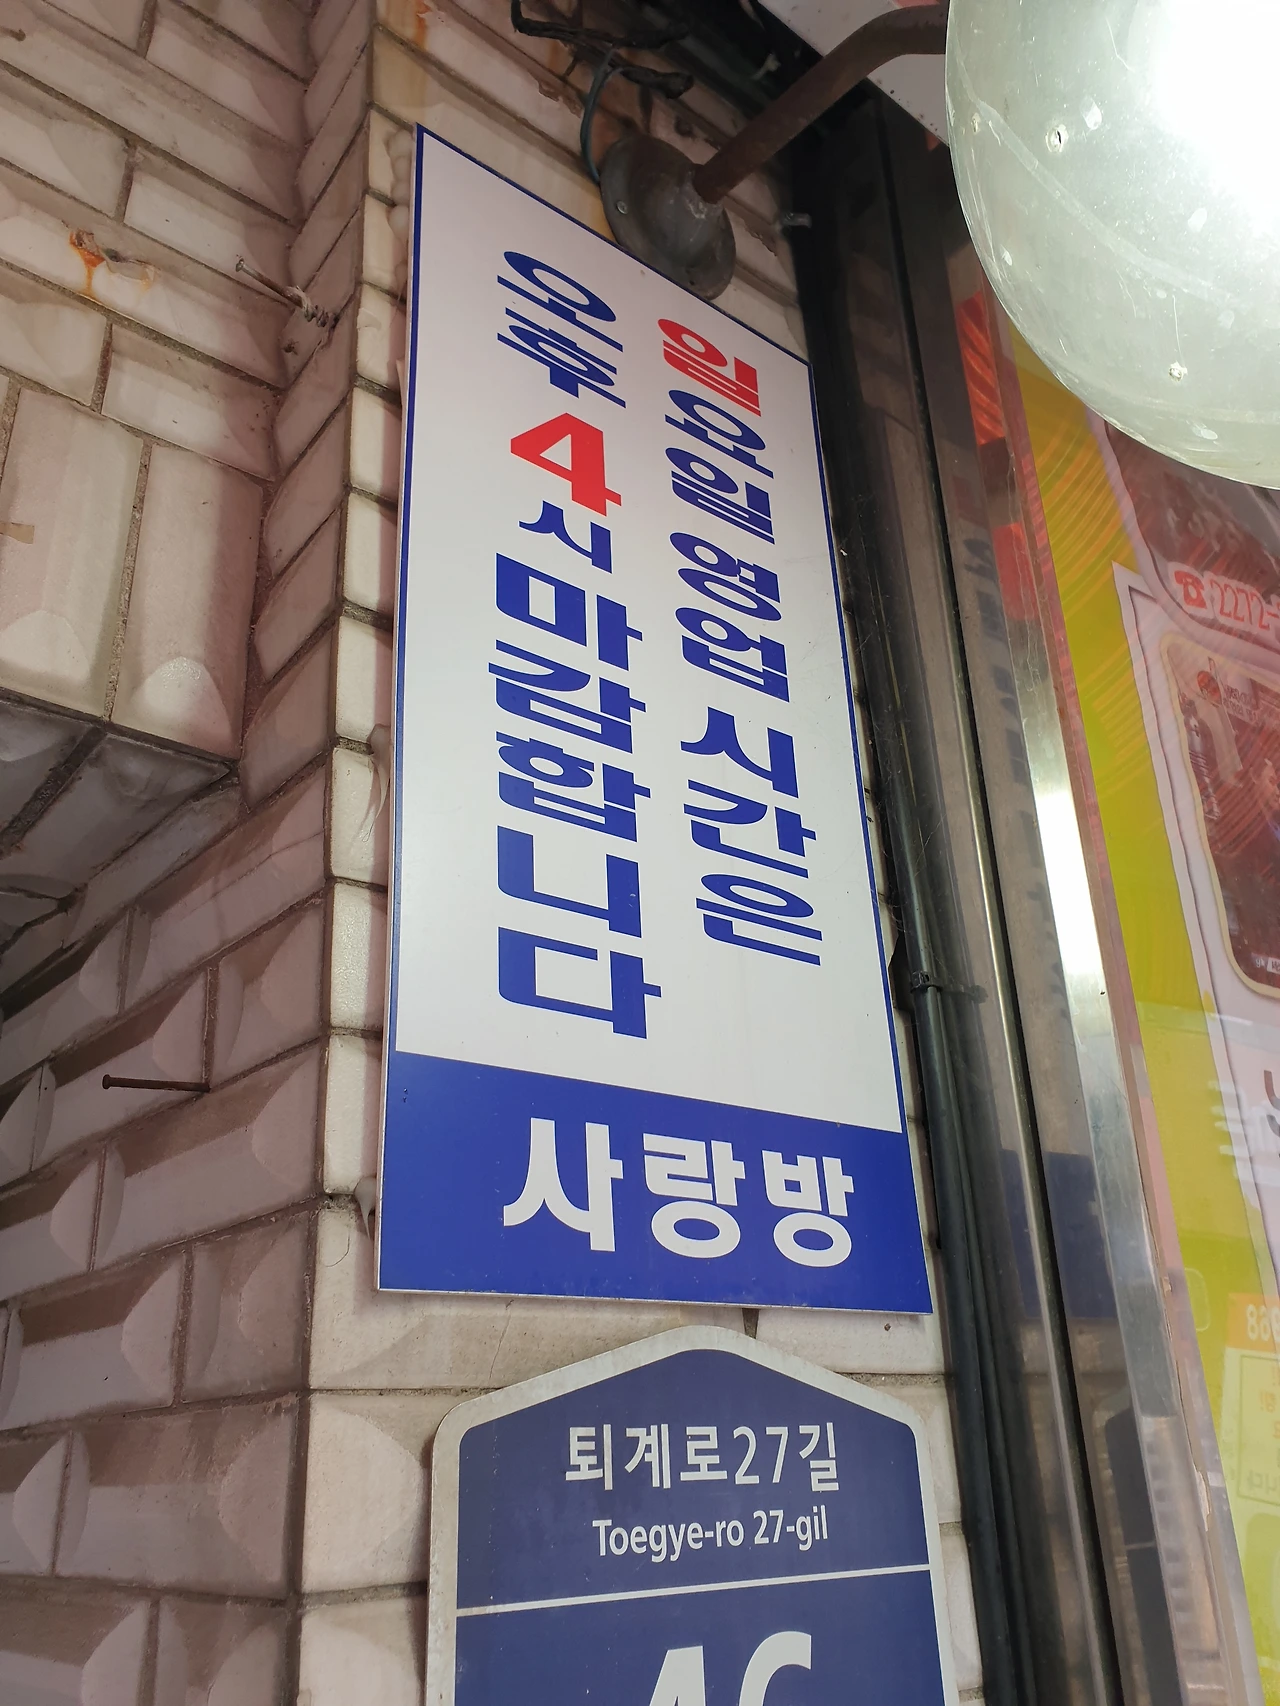 일요일 영업 시간은
오후 4시 마감합니다
사랑방
퇴계로27길
Toegye-ro 27-gil
☎2272-